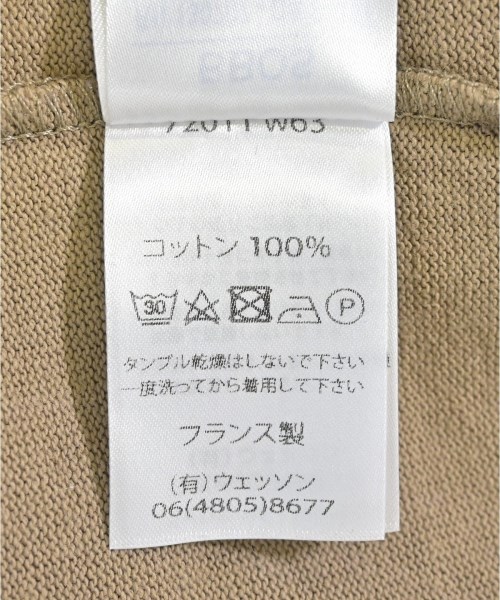 72011 W63
コットン 100%
30 P
タンブル乾燥はしないで下さい
一度洗ってから着用して下さい
フランス製
(有)ウェッソン
06(4805)8677